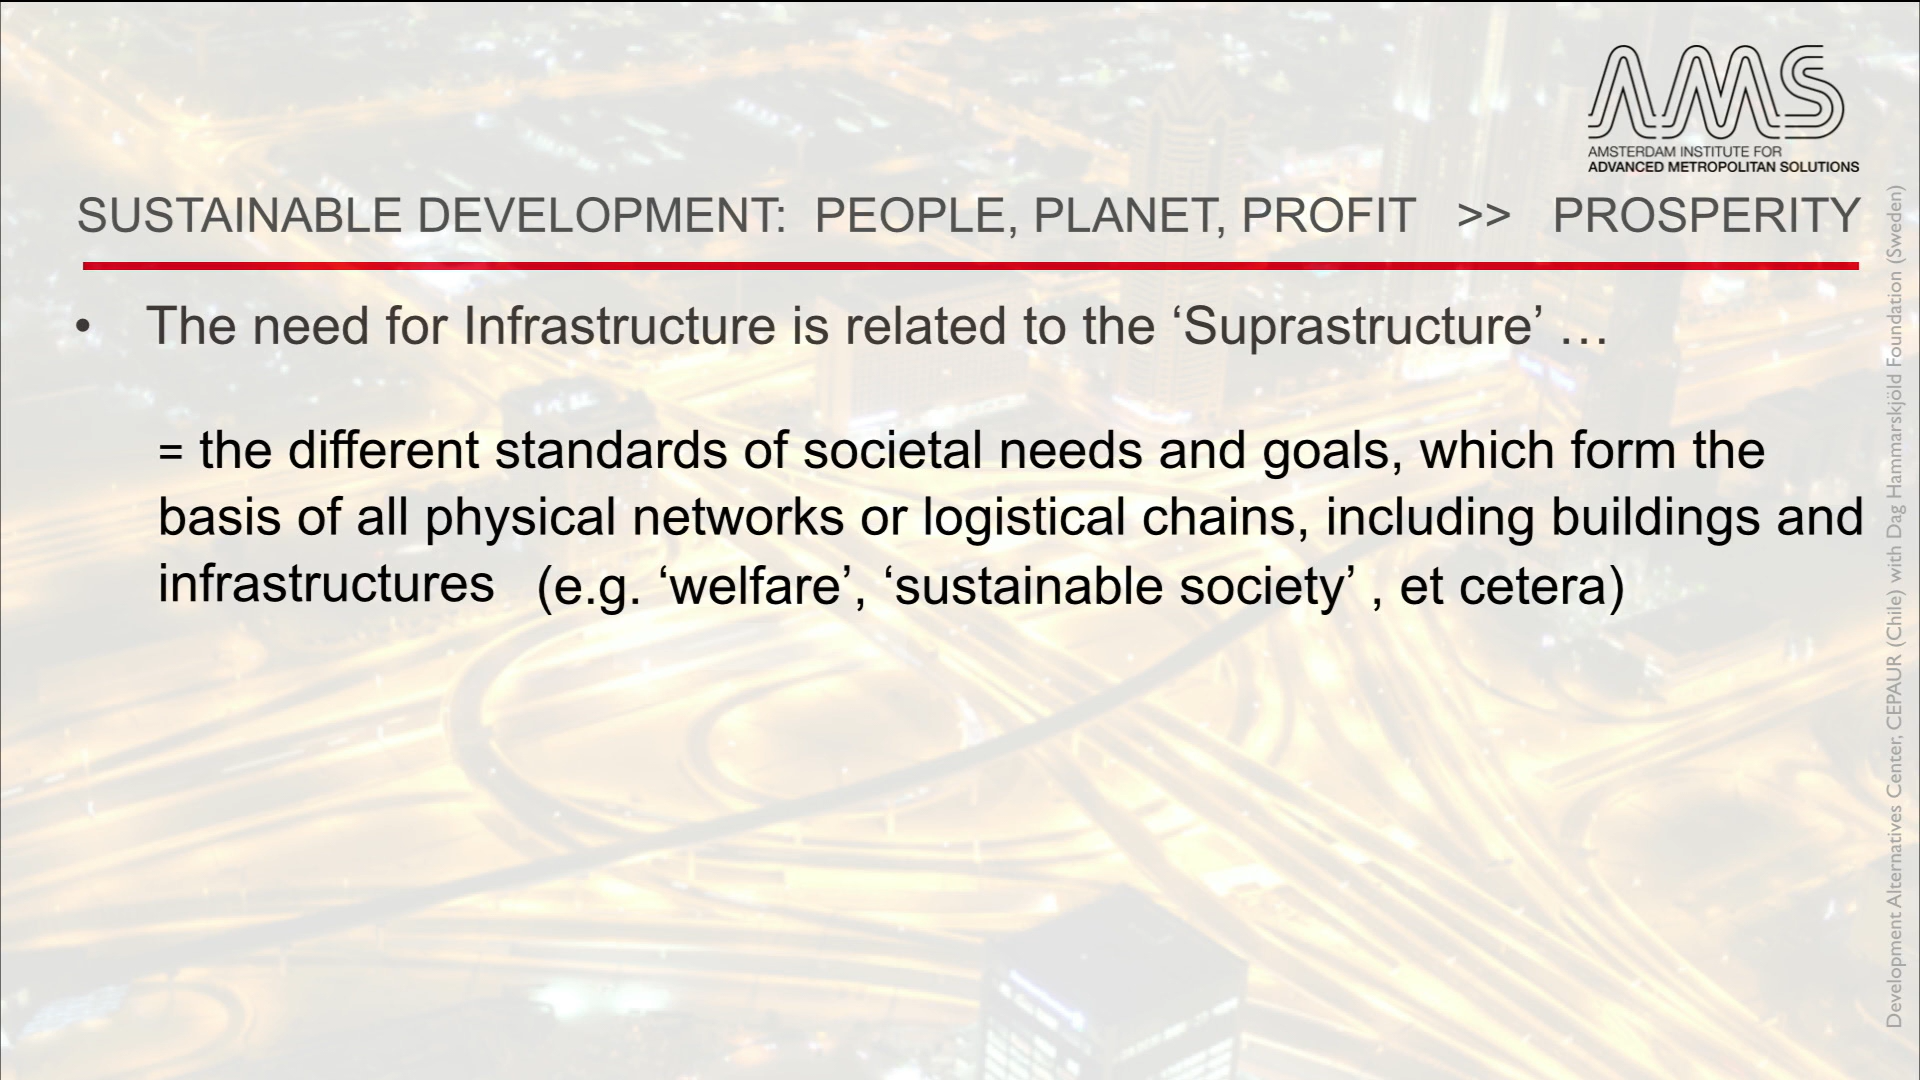 AMS
AMSTERDAM INSTITUTE FOR
ADVANCED METROPOLITAN SOLUTIONS
SUSTAINABLE DEVELOPMENT: PEOPLE, PLANET, PROFIT >> PROSPERITY
• The need for Infrastructure is related to the ‘Suprastructure’ …
= the different standards of societal needs and goals, which form the
basis of all physical networks or logistical chains, including buildings and
infrastructures (e.g. ‘welfare’, ‘sustainable society’ , et cetera)
Development Alternatives Center, CEPAUR (Chile) with Dag Hammarskjöld Foundation (Sweden)